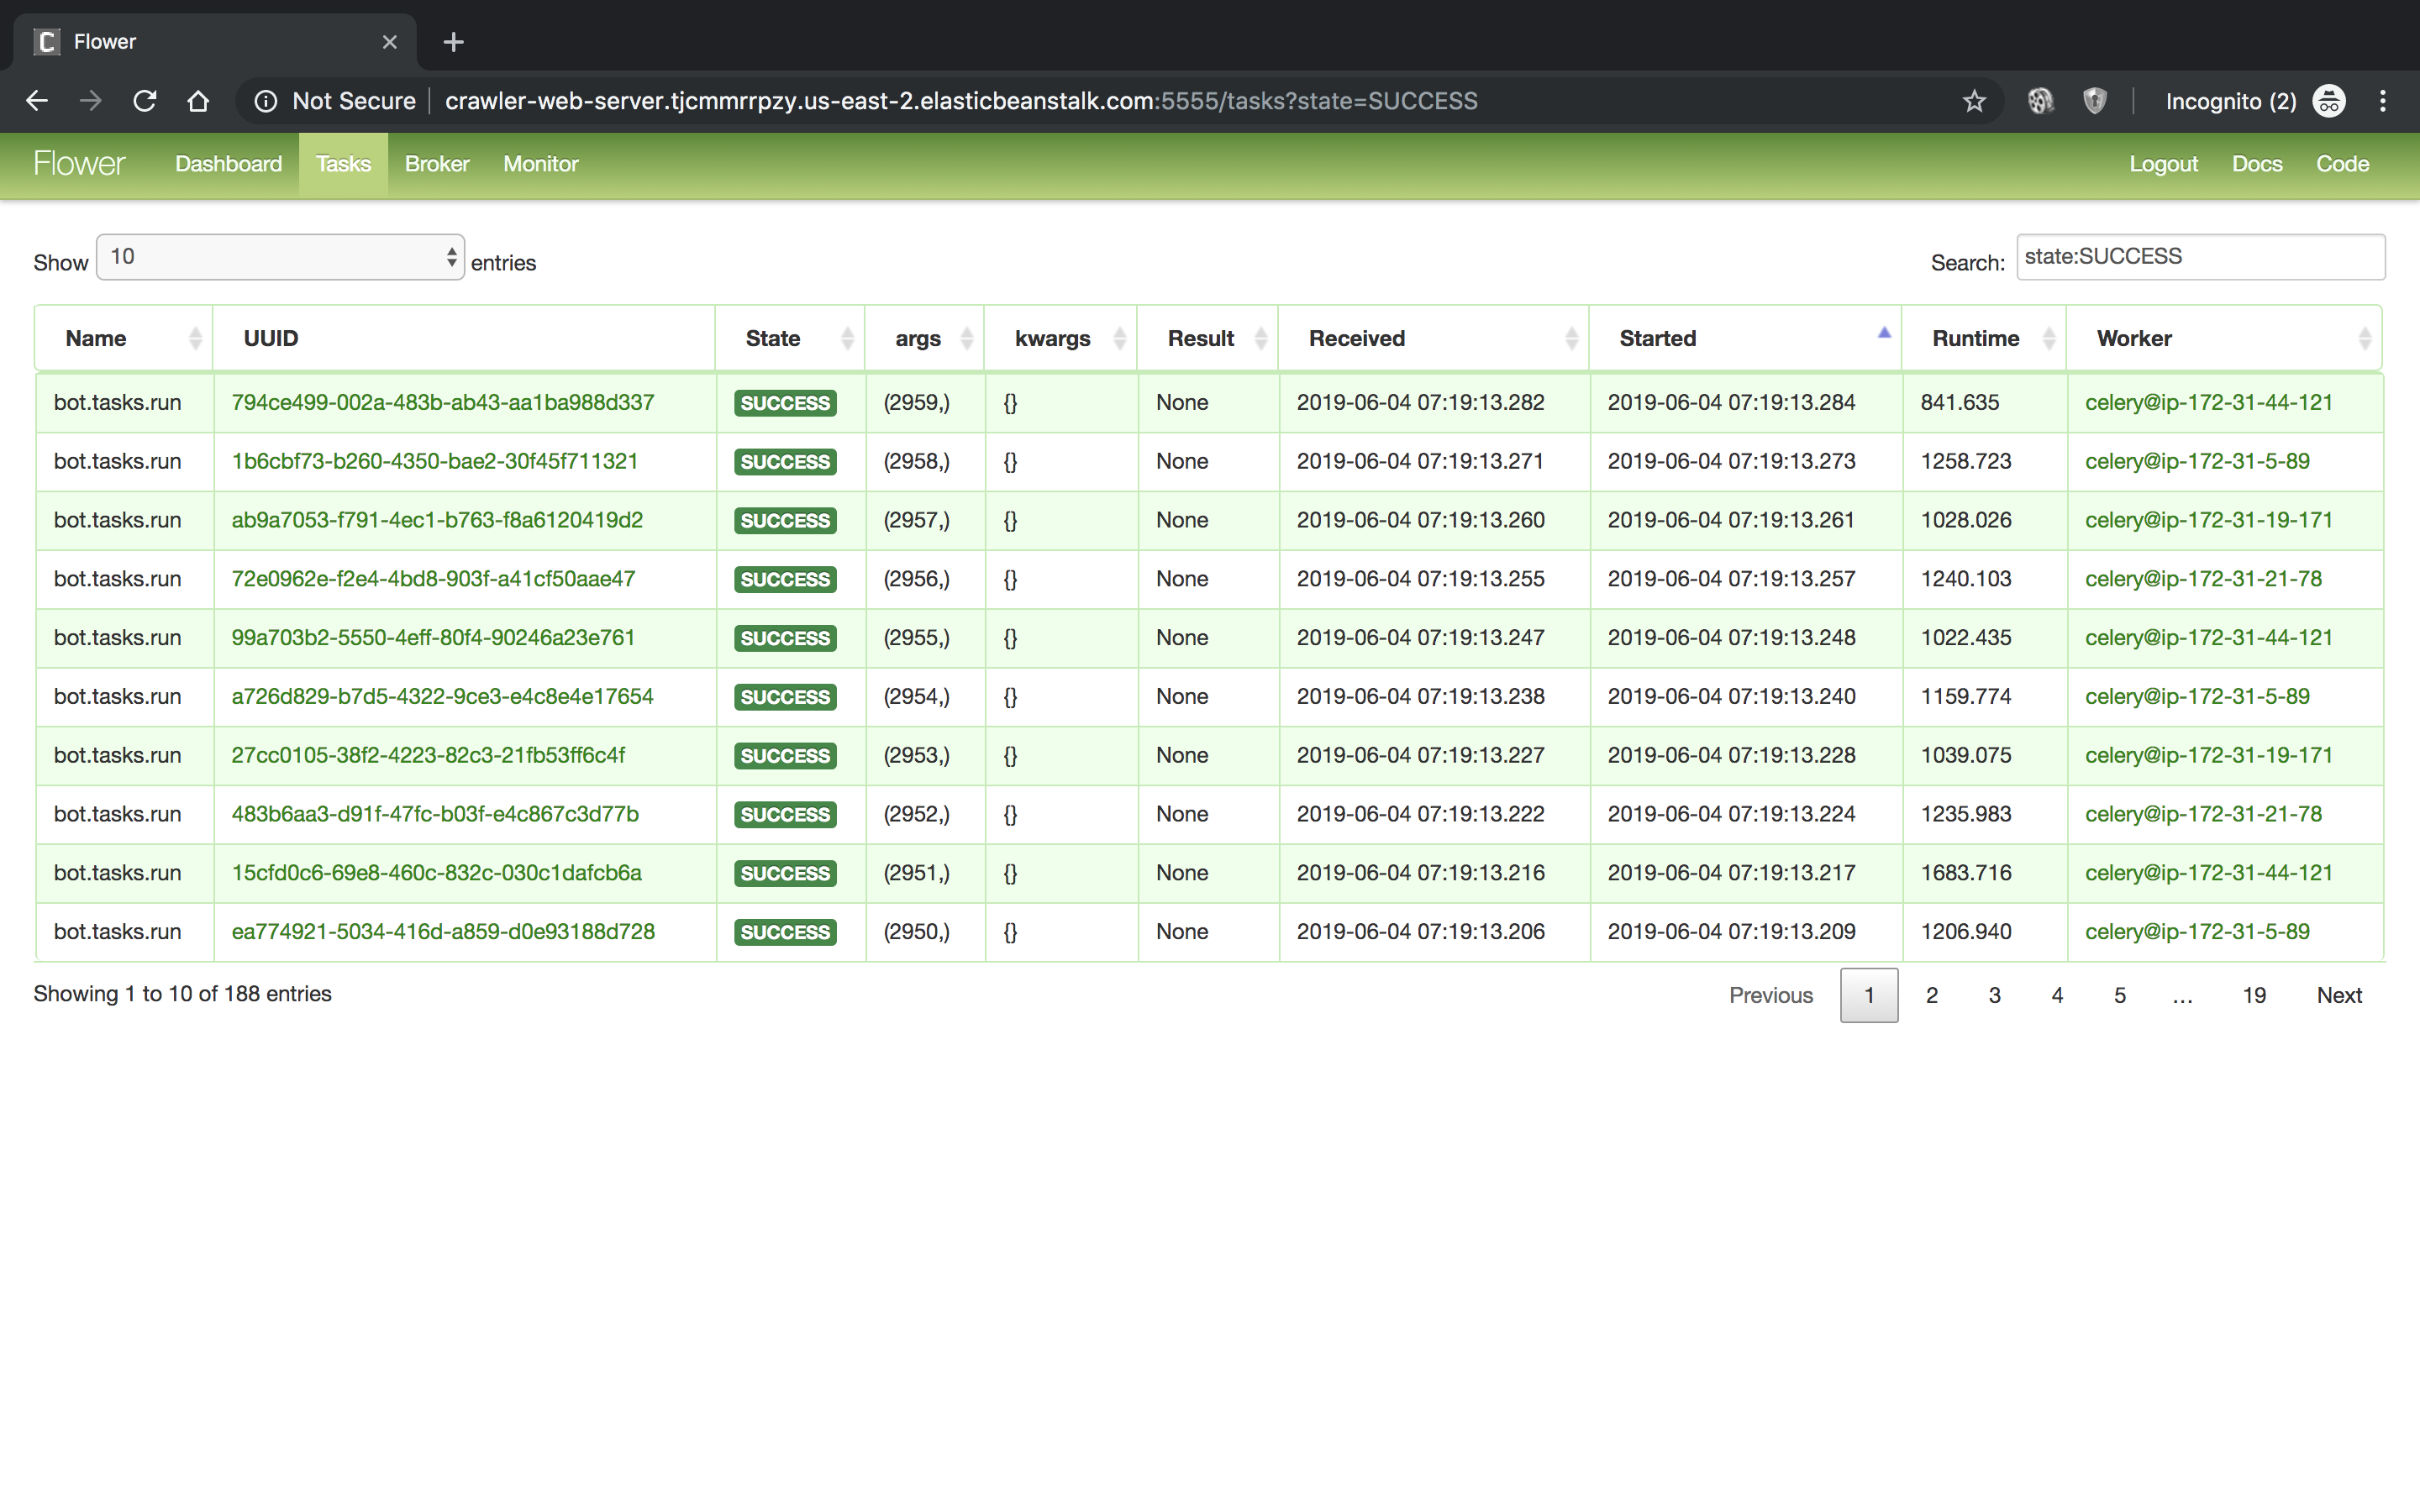 Flower
Not Secure crawler-web-server.tjcmmrrpzy.us-east-2.elasticbeanstalk.com:5555/tasks?state=SUCCESS Incognito (2)
Flower Dashboard Tasks Broker Monitor Logout Docs Code
Show 10 entries Search: state:SUCCESS
Name UUID State args kwargs Result Received Started Runtime Worker
bot.tasks.run 794ce499-002a-483b-ab43-aa1ba988d337 SUCCESS (2959,) {} None 2019-06-04 07:19:13.282 2019-06-04 07:19:13.284 841.635 celery@ip-172-31-44-121
bot.tasks.run 1b6cbf73-b260-4350-bae2-30f45f711321 SUCCESS (2958,) {} None 2019-06-04 07:19:13.271 2019-06-04 07:19:13.273 1258.723 celery@ip-172-31-5-89
bot.tasks.run ab9a7053-f791-4ec1-b763-f8a6120419d2 SUCCESS (2957,) {} None 2019-06-04 07:19:13.260 2019-06-04 07:19:13.261 1028.026 celery@ip-172-31-19-171
bot.tasks.run 72e0962e-f2e4-4bd8-903f-a41cf50aae47 SUCCESS (2956,) {} None 2019-06-04 07:19:13.255 2019-06-04 07:19:13.257 1240.103 celery@ip-172-31-21-78
bot.tasks.run 99a703b2-5550-4eff-80f4-90246a23e761 SUCCESS (2955,) {} None 2019-06-04 07:19:13.247 2019-06-04 07:19:13.248 1022.435 celery@ip-172-31-44-121
bot.tasks.run a726d829-b7d5-4322-9ce3-e4c8e4e17654 SUCCESS (2954,) {} None 2019-06-04 07:19:13.238 2019-06-04 07:19:13.240 1159.774 celery@ip-172-31-5-89
bot.tasks.run 27cc0105-38f2-4223-82c3-21fb53ff6c4f SUCCESS (2953,) {} None 2019-06-04 07:19:13.227 2019-06-04 07:19:13.228 1039.075 celery@ip-172-31-19-171
bot.tasks.run 483b6aa3-d91f-47fc-b03f-e4c867c3d77b SUCCESS (2952,) {} None 2019-06-04 07:19:13.222 2019-06-04 07:19:13.224 1235.983 celery@ip-172-31-21-78
bot.tasks.run 15cfd0c6-69e8-460c-832c-030c1dafcb6a SUCCESS (2951,) {} None 2019-06-04 07:19:13.216 2019-06-04 07:19:13.217 1683.716 celery@ip-172-31-44-121
bot.tasks.run ea774921-5034-416d-a859-d0e93188d728 SUCCESS (2950,) {} None 2019-06-04 07:19:13.206 2019-06-04 07:19:13.209 1206.940 celery@ip-172-31-5-89
Showing 1 to 10 of 188 entries Previous 1 2 3 4 5 … 19 Next